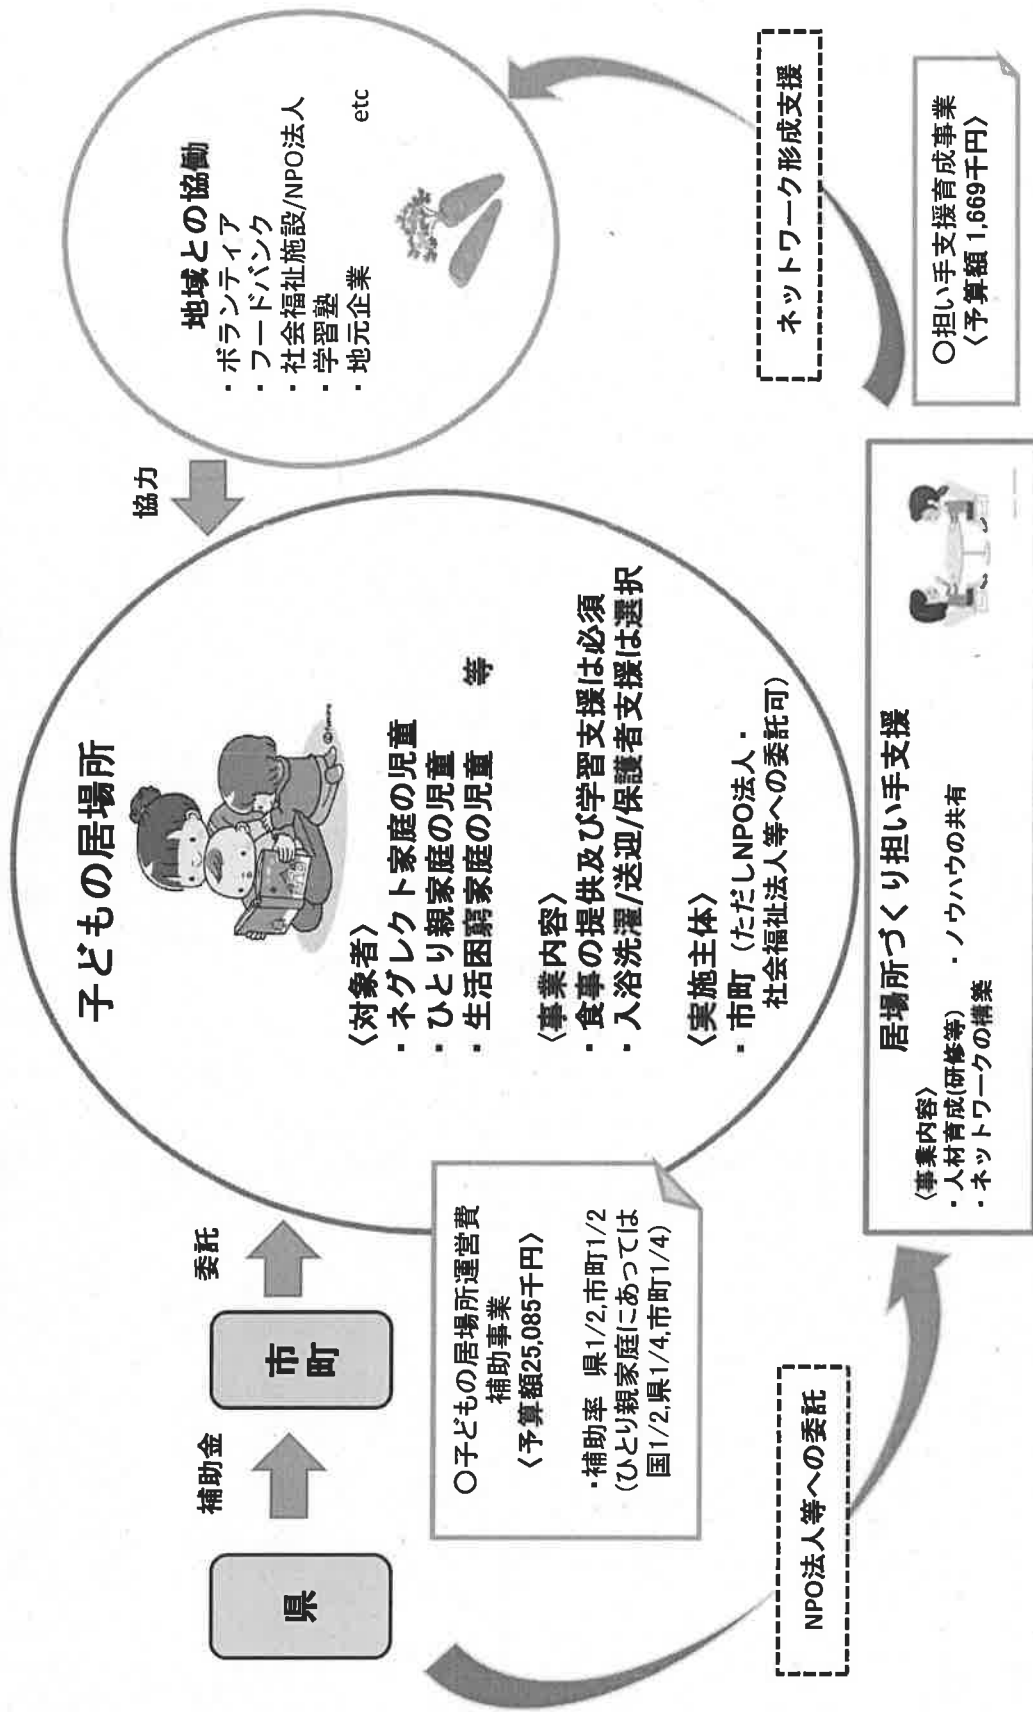 県
補助金
市町
委託
子どもの居場所
〈対象者〉
・ネグレクト家庭の児童
・ひとり親家庭の児童
・生活困窮家庭の児童　等
〈事業内容〉
・食事の提供及び学習支援は必須
・入浴洗濯/送迎/保護者支援は選択
〈実施主体〉
・市町（ただしNPO法人・
社会福祉法人等への委託可）
協力
地域との協働
・ボランティア
・フードバンク
・社会福祉施設/NPO法人
・学習塾
・地元企業　etc
○子どもの居場所運営費
補助事業
〈予算額25,085千円〉
・補助率　県1/2,市町1/2
（ひとり親家庭にあっては
国1/2,県1/4,市町1/4）
NPO法人等への委託
居場所づくり担い手支援
〈事業内容〉
・人材育成(研修等)　・ノウハウの共有
・ネットワークの構築
ネットワーク形成支援
○担い手支援育成事業
〈予算額 1,669千円〉